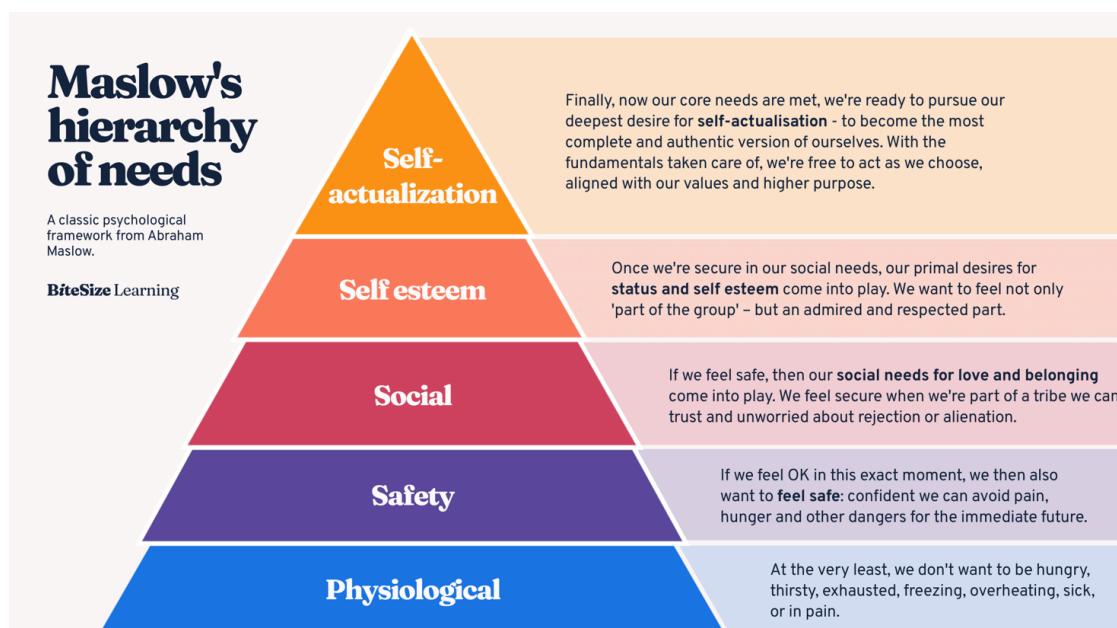 Maslow's
hierarchy
of needs
A classic psychological
framework from Abraham
Maslow.
BiteSize Learning
Self-
actualization
Finally, now our core needs are met, we're ready to pursue our
deepest desire for self-actualisation - to become the most
complete and authentic version of ourselves. With the
fundamentals taken care of, we're free to act as we choose,
aligned with our values and higher purpose.
Self esteem
Once we're secure in our social needs, our primal desires for
status and self esteem come into play. We want to feel not only
'part of the group' – but an admired and respected part.
Social
If we feel safe, then our social needs for love and belonging
come into play. We feel secure when we're part of a tribe we can
trust and unworried about rejection or alienation.
Safety
If we feel OK in this exact moment, we then also
want to feel safe: confident we can avoid pain,
hunger and other dangers for the immediate future.
Physiological
At the very least, we don't want to be hungry,
thirsty, exhausted, freezing, overheating, sick,
or in pain.